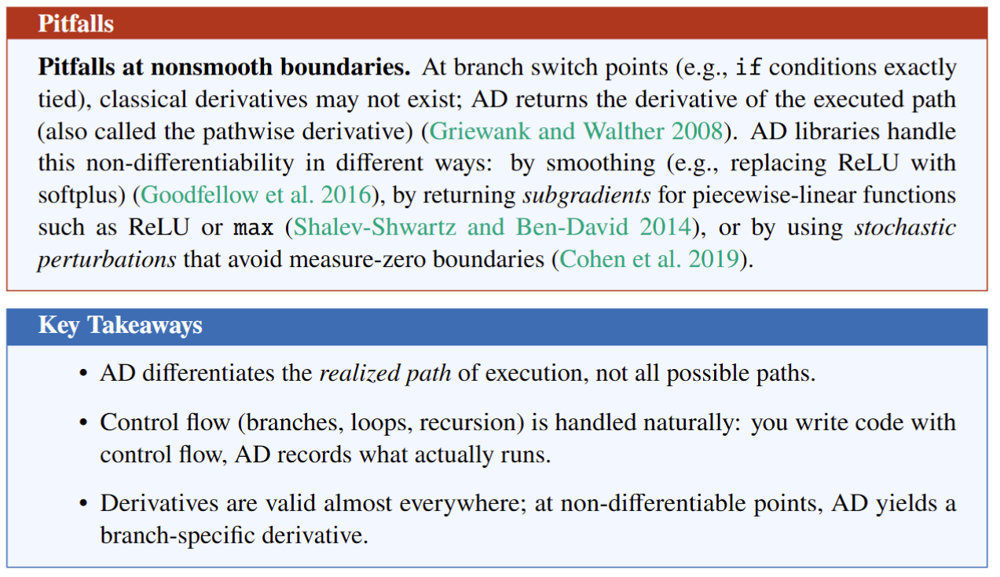 Pitfalls
Pitfalls at nonsmooth boundaries. At branch switch points (e.g., if conditions exactly
tied), classical derivatives may not exist; AD returns the derivative of the executed path
(also called the pathwise derivative) (Griewank and Walther 2008). AD libraries handle
this non-differentiability in different ways: by smoothing (e.g., replacing ReLU with
softplus) (Goodfellow et al. 2016), by returning subgradients for piecewise-linear functions
such as ReLU or max (Shalev-Shwartz and Ben-David 2014), or by using stochastic
perturbations that avoid measure-zero boundaries (Cohen et al. 2019).
Key Takeaways
• AD differentiates the realized path of execution, not all possible paths.
• Control flow (branches, loops, recursion) is handled naturally: you write code with
control flow, AD records what actually runs.
• Derivatives are valid almost everywhere; at non-differentiable points, AD yields a
branch-specific derivative.